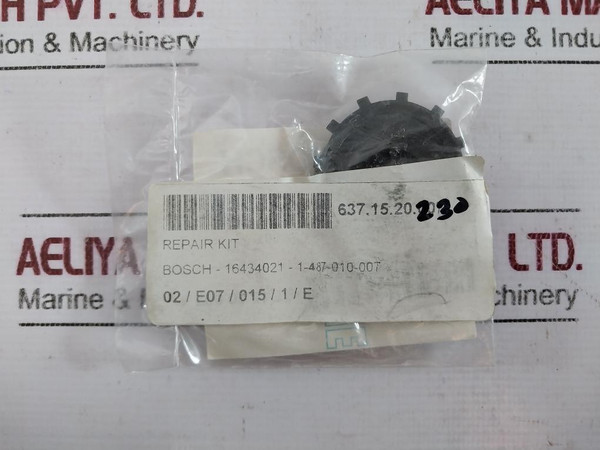 H PVT. LTD.
AELIYA MA
tion & Machinery
Marine & Indu
637.15.20. 230
REPAIR KIT
BOSCH - 16434021 - 1-487-010-007
02 / E07 / 015 / 1 / E
AELIYA
LTD.
Marine &
chinery